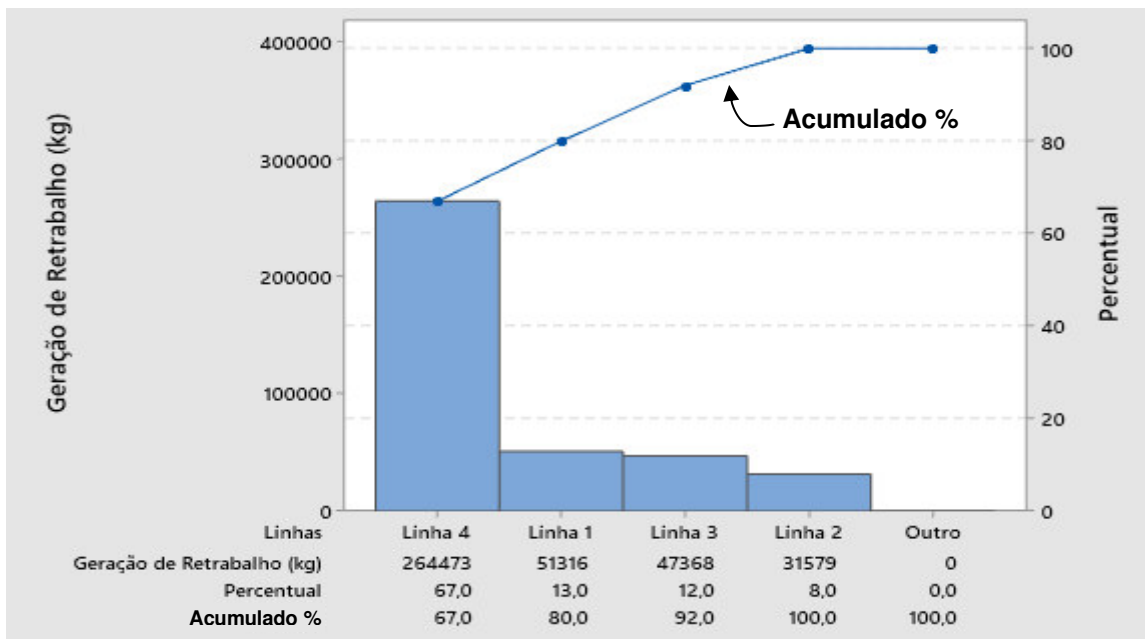 Geração de Retrabalho (kg)
400000
300000
200000
100000
0
Acumulado %
100
80
60
40
20
0
Percentual
Linhas Linha 4 Linha 1 Linha 3 Linha 2 Outro
Geração de Retrabalho (kg) 264473 51316 47368 31579 0
Percentual 67,0 13,0 12,0 8,0 0,0
Acumulado % 67,0 80,0 92,0 100,0 100,0